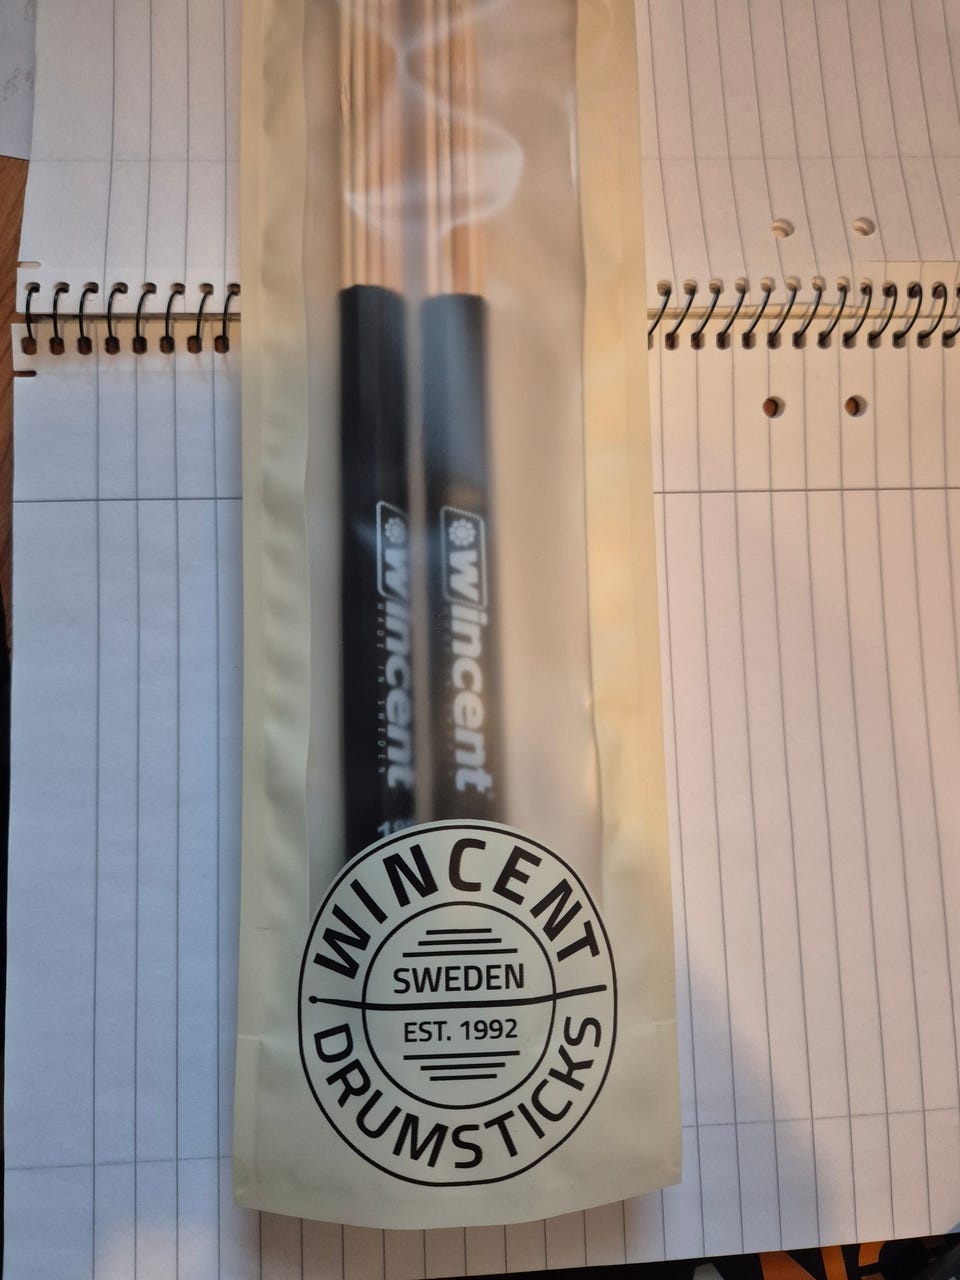 Wincent
MADE IN SWEDEN
Wincent
WINCENT
SWEDEN
EST. 1992
DRUMSTICKS